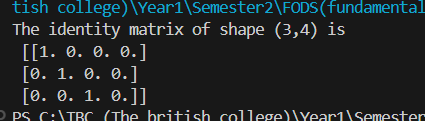 tish college)\Year1\Semester2\FODS(fundamental
The identity matrix of shape (3,4) is
[[1. 0. 0. 0.]
[0. 1. 0. 0.]
[0. 0. 1. 0.]]
PS C:\TBC (The british college)\Year1\Semester